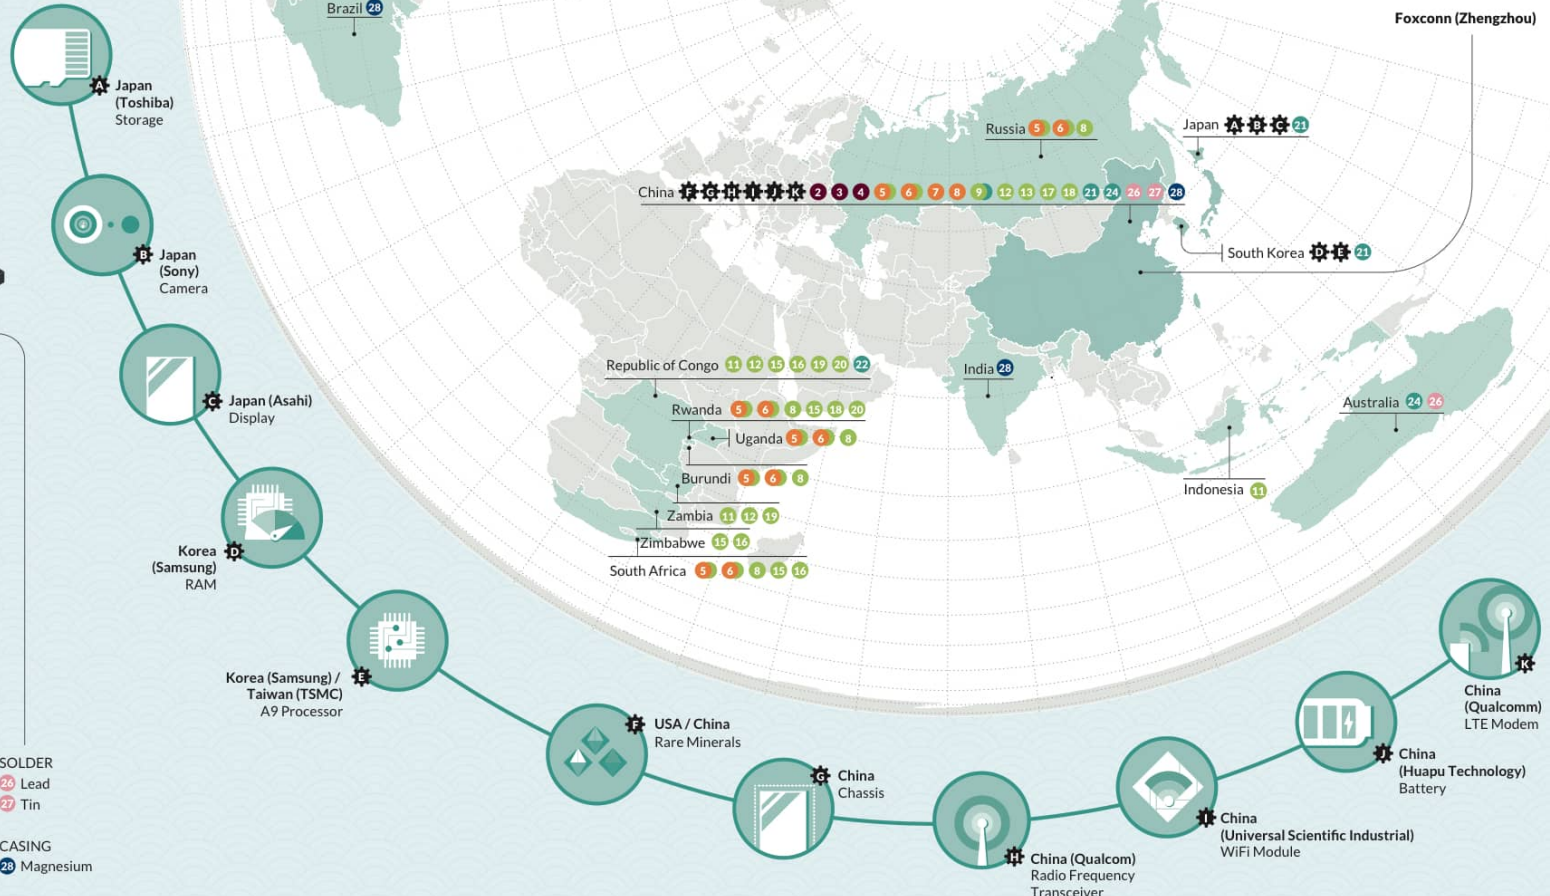 Brazil 28
Foxconn (Zhengzhou)
A Japan
(Toshiba)
Storage
Russia 5 6 8
Japan A B C 21
China F G H I J K 2 3 4 5 6 7 8 9 12 13 17 18 21 24 26 27 28
B Japan
(Sony)
Camera
South Korea D E 21
Republic of Congo 11 12 15 16 19 20 22
India 28
C Japan (Asahi)
Display
Rwanda 5 6 8 15 18 20
Australia 24 26
Uganda 5 6 8
Burundi 5 6 8
Indonesia 11
Zambia 11 12 19
Zimbabwe 15 16
South Africa 5 6 8 15 16
Korea D
(Samsung)
RAM
Korea (Samsung) / E
Taiwan (TSMC)
A9 Processor
F USA / China
Rare Minerals
G China
Chassis
H China (Qualcom)
Radio Frequency
Transceiver
I China
(Universal Scientific Industrial)
WiFi Module
J China
(Huapu Technology)
Battery
K
China
(Qualcomm)
LTE Modem
SOLDER
26 Lead
27 Tin
CASING
28 Magnesium